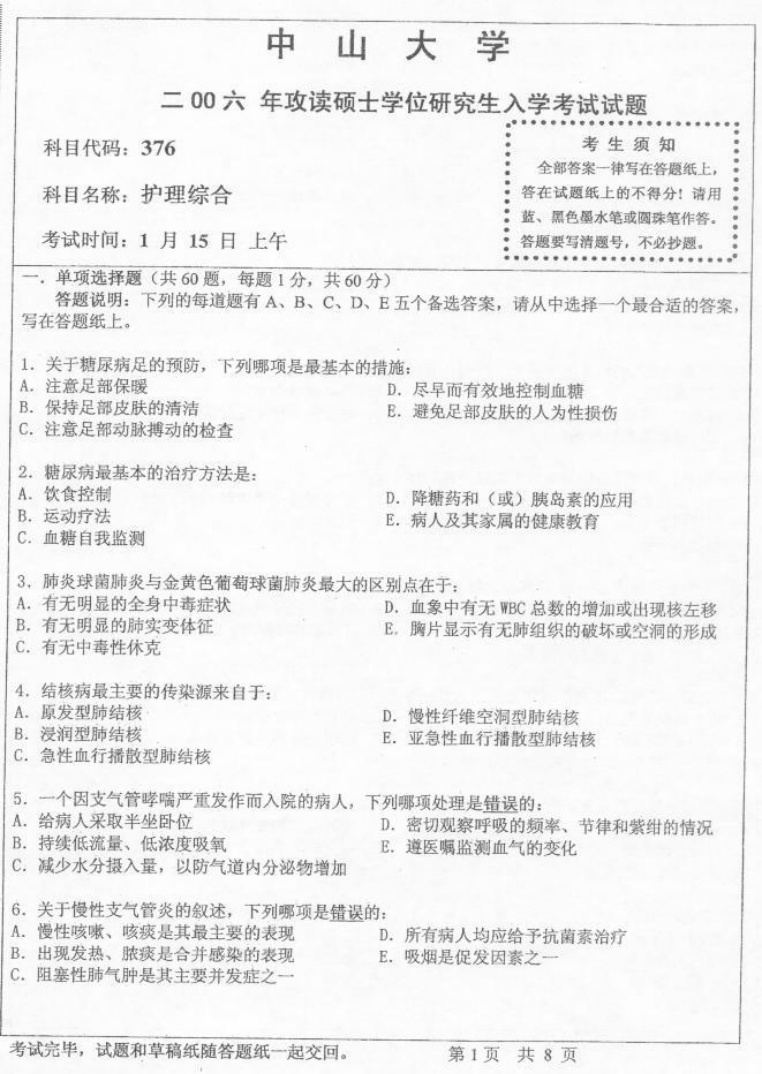 中 山 大 学
二00六 年攻读硕士学位研究生入学考试试题
科目代码：376
科目名称：护理综合
考试时间：1 月 15 日 上午
考 生 须 知
全部答案一律写在答题纸上，
答在试题纸上的不得分！请用
蓝、黑色墨水笔或圆珠笔作答。
答题要写清题号，不必抄题。
一．单项选择题（共 60 题，每题 1 分，共 60 分）
答题说明：下列的每道题有 A、B、C、D、E 五个备选答案，请从中选择一个最合适的答案，
写在答题纸上。
1．关于糖尿病足的预防，下列哪项是最基本的措施：
A．注意足部保暖
B．保持足部皮肤的清洁
C．注意足部动脉搏动的检查
D．尽早而有效地控制血糖
E．避免足部皮肤的人为性损伤
2．糖尿病最基本的治疗方法是：
A．饮食控制
B．运动疗法
C．血糖自我监测
D．降糖药和（或）胰岛素的应用
E．病人及其家属的健康教育
3．肺炎球菌肺炎与金黄色葡萄球菌肺炎最大的区别点在于：
A．有无明显的全身中毒症状
B．有无明显的肺实变体征
C．有无中毒性休克
D．血象中有无 WBC 总数的增加或出现核左移
E．胸片显示有无肺组织的破坏或空洞的形成
4．结核病最主要的传染源来自于：
A．原发型肺结核
B．浸润型肺结核
C．急性血行播散型肺结核
D．慢性纤维空洞型肺结核
E．亚急性血行播散型肺结核
5．一个因支气管哮喘严重发作而入院的病人，下列哪项处理是错误的：
A．给病人采取半坐卧位
B．持续低流量、低浓度吸氧
C．减少水分摄入量，以防气道内分泌物增加
D．密切观察呼吸的频率、节律和紫绀的情况
E．遵医嘱监测血气的变化
6．关于慢性支气管炎的叙述，下列哪项是错误的：
A．慢性咳嗽、咳痰是其最主要的表现
B．出现发热、脓痰是合并感染的表现
C．阻塞性肺气肿是其主要并发症之一
D．所有病人均应给予抗菌素治疗
E．吸烟是促发因素之一
考试完毕，试题和草稿纸随答题纸一起交回。
第 1 页 共 8 页